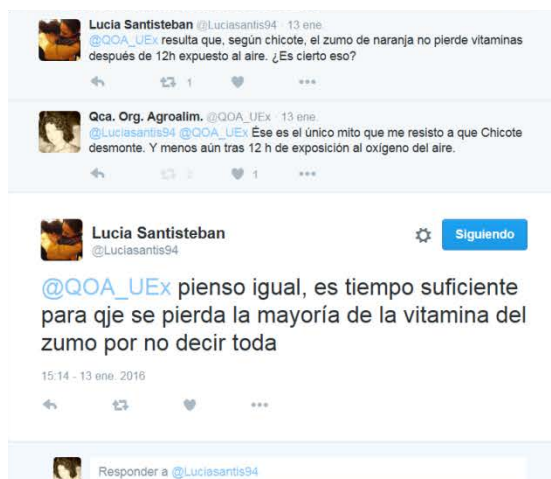 Lucia Santisteban @Luciasantis94 · 13 ene.
@QOA_UEx resulta que, según chicote, el zumo de naranja no pierde vitaminas
después de 12h expuesto al aire. ¿Es cierto eso?
1
Qca. Org. Agroalim. @QOA_UEx · 13 ene.
@Luciasantis94 @QOA_UEx Ése es el único mito que me resisto a que Chicote
desmonte. Y menos aún tras 12 h de exposición al oxígeno del aire.
1
Lucia Santisteban
@Luciasantis94
Siguiendo
@QOA_UEx pienso igual, es tiempo suficiente
para qje se pierda la mayoría de la vitamina del
zumo por no decir toda
15:14 - 13 ene. 2016
Responder a @Luciasantis94